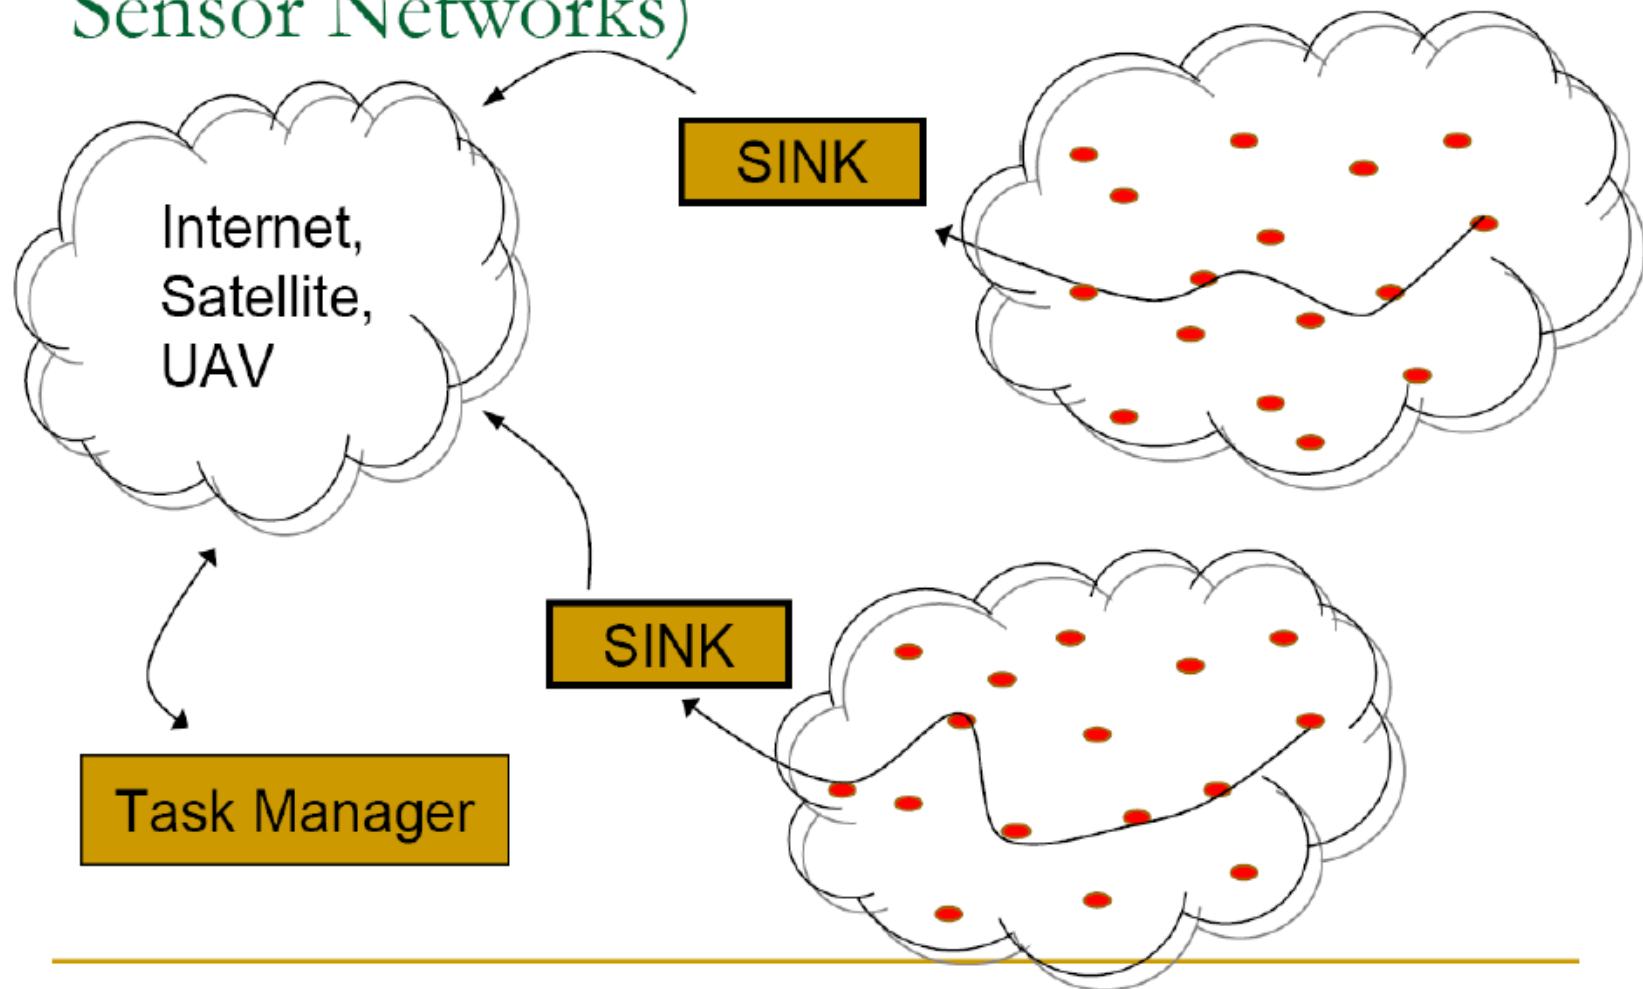 Sensor Networks)
SINK
Internet,
Satellite,
UAV
SINK
Task Manager